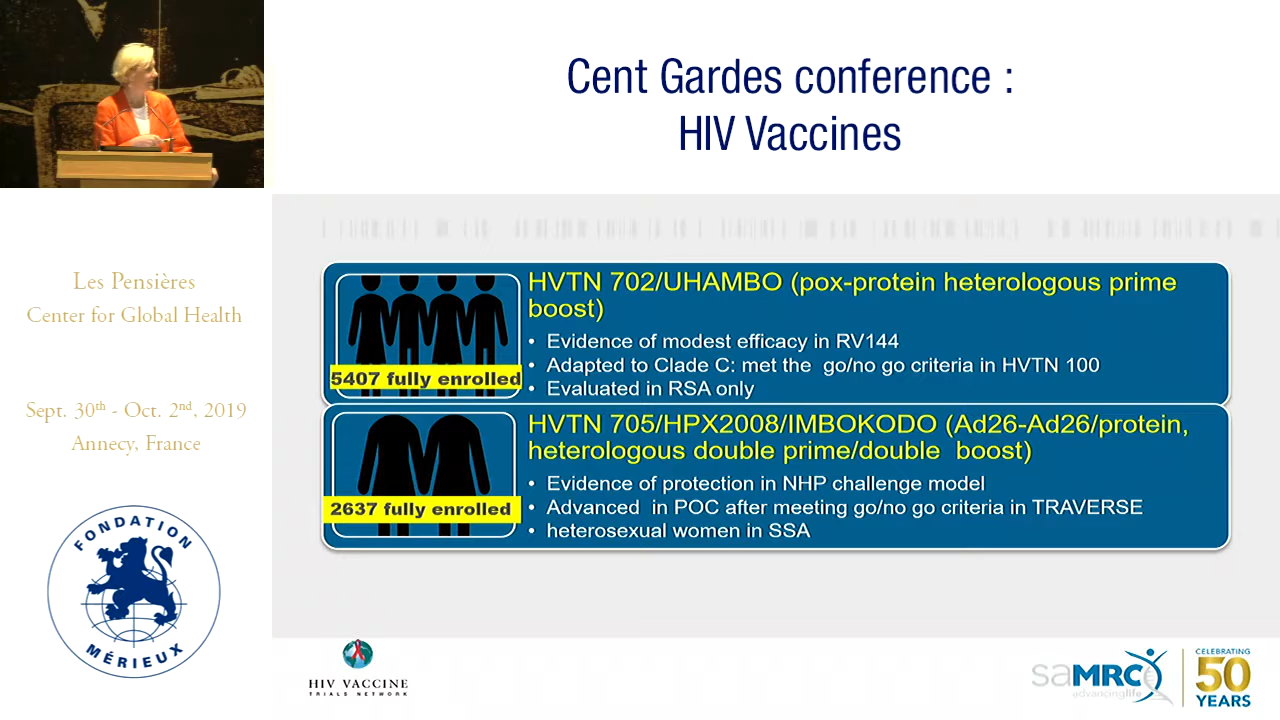 Cent Gardes conference :
HIV Vaccines
Les Pensières
Center for Global Health
Sept. 30th - Oct. 2nd, 2019
Annecy, France
FONDATION
MÉRIEUX
HVTN 702/UHAMBO (pox-protein heterologous prime
boost)
• Evidence of modest efficacy in RV144
• Adapted to Clade C: met the go/no go criteria in HVTN 100
• Evaluated in RSA only
5407 fully enrolled
HVTN 705/HPX2008/IMBOKODO (Ad26-Ad26/protein,
heterologous double prime/double boost)
• Evidence of protection in NHP challenge model
• Advanced in POC after meeting go/no go criteria in TRAVERSE
• heterosexual women in SSA
2637 fully enrolled
HIV VACCINE
TRIALS NETWORK
saMRC
advancinglife
CELEBRATING
50
YEARS